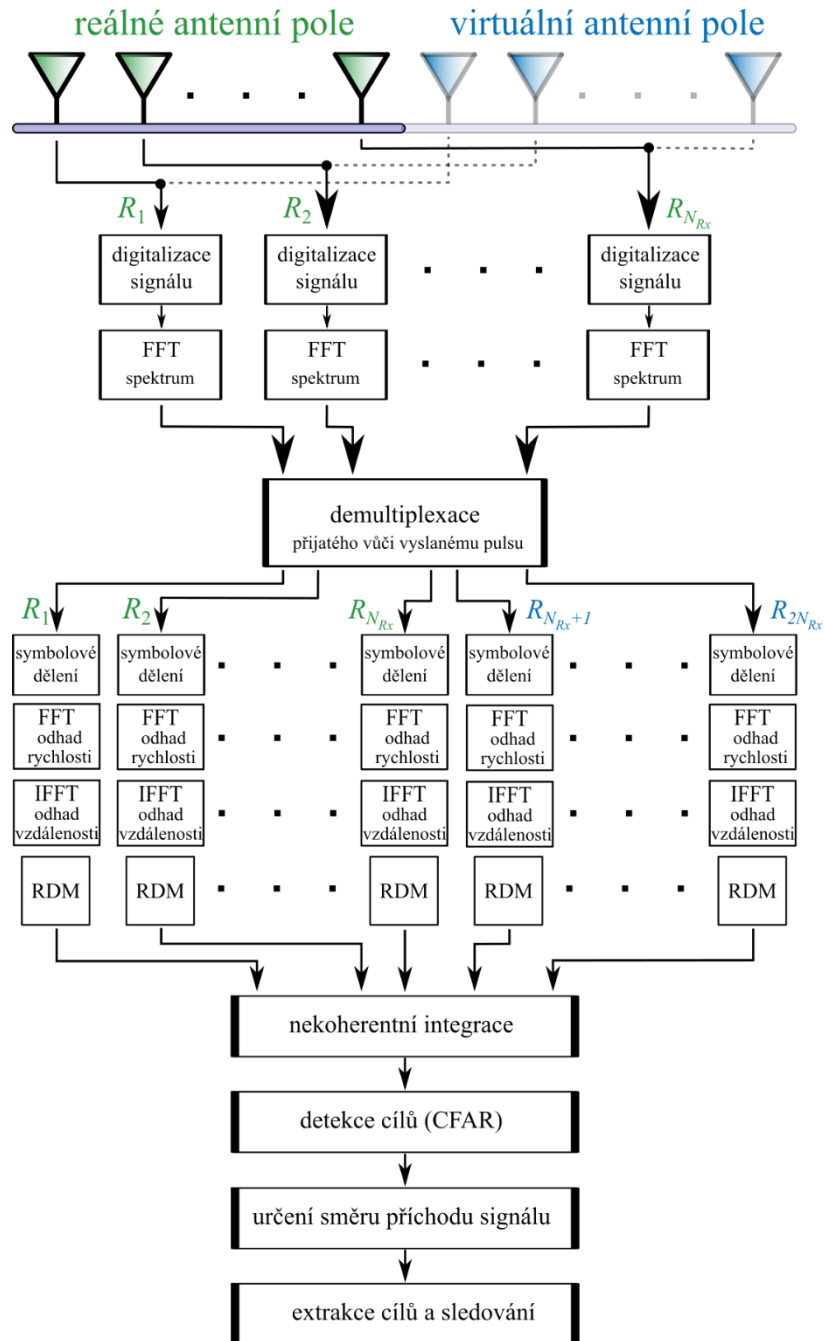 reálné antenní pole
virtuální antenní pole
R1
R2
RNRx
digitalizace
signálu
digitalizace
signálu
digitalizace
signálu
FFT
spektrum
FFT
spektrum
FFT
spektrum
demultiplexace
přijatého vůči vyslanému pulsu
R1
R2
RNRx
RNRx+1
R2NRx
symbolové
dělení
symbolové
dělení
symbolové
dělení
symbolové
dělení
symbolové
dělení
FFT
odhad
rychlosti
FFT
odhad
rychlosti
FFT
odhad
rychlosti
FFT
odhad
rychlosti
FFT
odhad
rychlosti
IFFT
odhad
vzdálenosti
IFFT
odhad
vzdálenosti
IFFT
odhad
vzdálenosti
IFFT
odhad
vzdálenosti
IFFT
odhad
vzdálenosti
RDM
RDM
RDM
RDM
RDM
nekoherentní integrace
detekce cílů (CFAR)
určení směru příchodu signálu
extrakce cílů a sledování